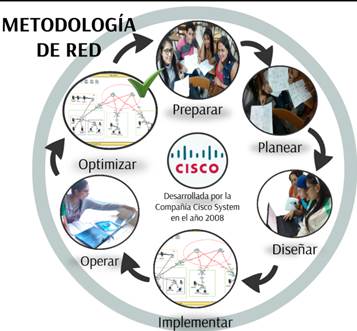 METODOLOGÍA
DE RED
Preparar
Planear
Optimizar
CISCO
Desarrollada por la
Compañía Cisco System
en el año 2008
Operar
Diseñar
Implementar